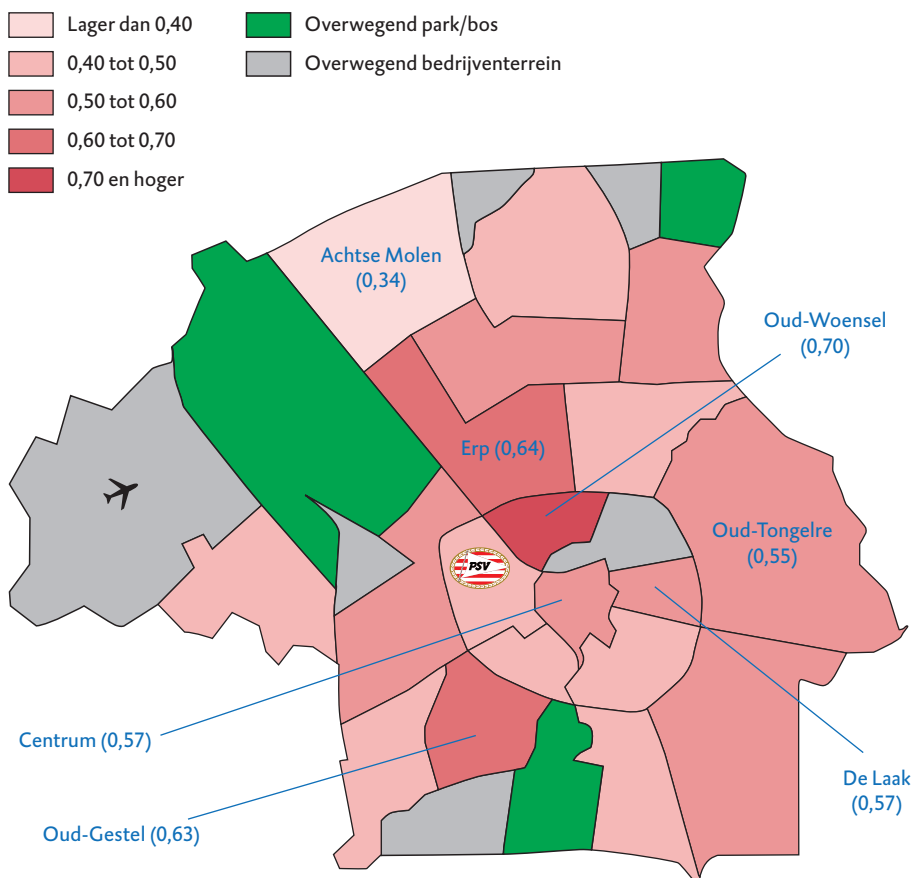 Lager dan 0,40
0,40 tot 0,50
0,50 tot 0,60
0,60 tot 0,70
0,70 en hoger
Overwegend park/bos
Overwegend bedrijventerrein
Achtse Molen
(0,34)
Oud-Woensel
(0,70)
Erp (0,64)
Oud-Tongelre
(0,55)
PSV
Centrum (0,57)
De Laak
(0,57)
Oud-Gestel (0,63)